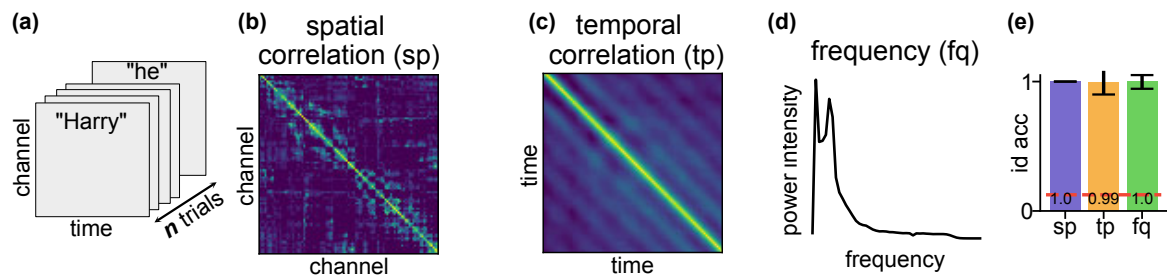 (a)
"he"
"Harry"
channel
time
n trials
(b)
spatial
correlation (sp)
channel
channel
(c)
temporal
correlation (tp)
time
time
(d)
frequency (fq)
power intensity
frequency
(e)
id acc
1
0
1.0
0.99
1.0
sp
tp
fq